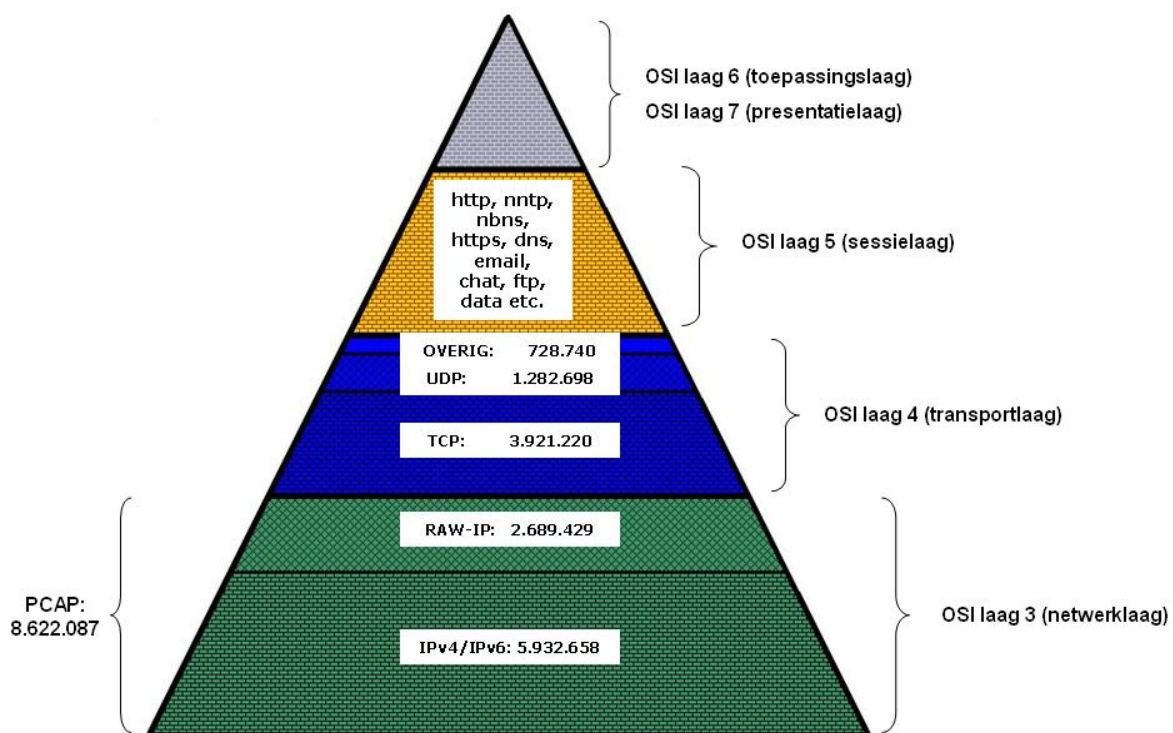 OSI laag 6 (toepassingslaag)
OSI laag 7 (presentatielaag)
http, nntp,
nbns,
https, dns,
email,
chat, ftp,
data etc.
OSI laag 5 (sessielaag)
OVERIG: 728.740
UDP: 1.282.698
TCP: 3.921.220
OSI laag 4 (transportlaag)
RAW-IP: 2.689.429
PCAP:
8.622.087
IPv4/IPv6: 5.932.658
OSI laag 3 (netwerklaag)